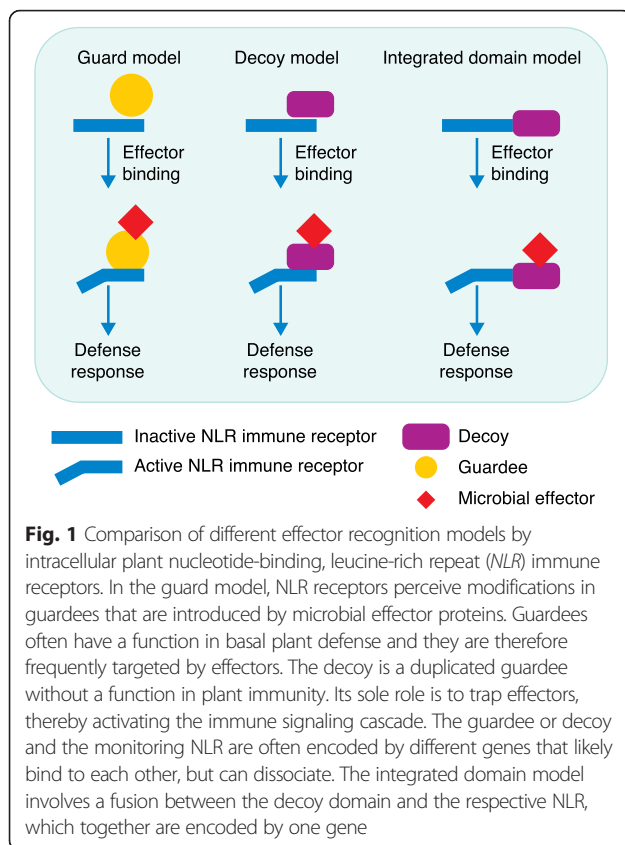 Guard model Decoy model Integrated domain model
Effector binding Effector binding Effector binding
Defense response Defense response Defense response
Inactive NLR immune receptor
Active NLR immune receptor
Decoy
Guardee
Microbial effector
Fig. 1 Comparison of different effector recognition models by
intracellular plant nucleotide-binding, leucine-rich repeat (NLR) immune
receptors. In the guard model, NLR receptors perceive modifications in
guardees that are introduced by microbial effector proteins. Guardees
often have a function in basal plant defense and they are therefore
frequently targeted by effectors. The decoy is a duplicated guardee
without a function in plant immunity. Its sole role is to trap effectors,
thereby activating the immune signaling cascade. The guardee or decoy
and the monitoring NLR are often encoded by different genes that likely
bind to each other, but can dissociate. The integrated domain model
involves a fusion between the decoy domain and the respective NLR,
which together are encoded by one gene